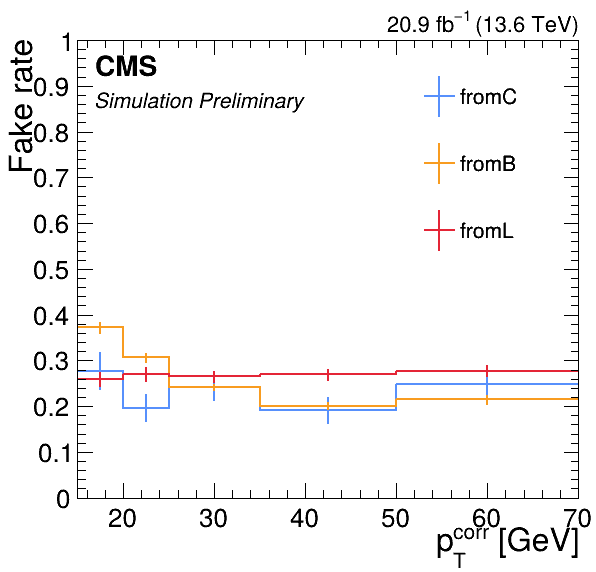 20.9 fb⁻¹ (13.6 TeV)
CMS
Simulation Preliminary
Fake rate
fromC
fromB
fromL
1
0.9
0.8
0.7
0.6
0.5
0.4
0.3
0.2
0.1
0
20 30 40 50 60 70
p_T^corr [GeV]